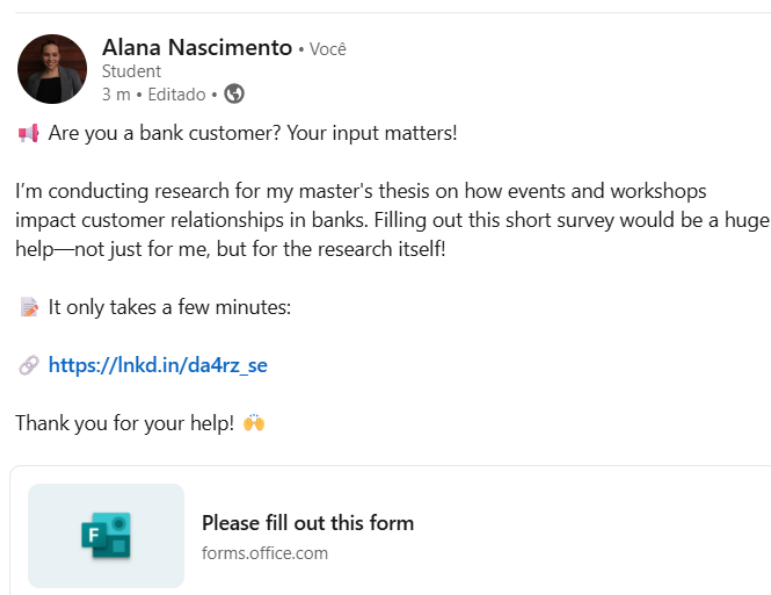 Alana Nascimento • Você
Student
3 m • Editado •
📢 Are you a bank customer? Your input matters!
I’m conducting research for my master's thesis on how events and workshops
impact customer relationships in banks. Filling out this short survey would be a huge
help—not just for me, but for the research itself!
📝 It only takes a few minutes:
🔗 https://lnkd.in/da4rz_se
Thank you for your help! 🙌
F
Please fill out this form
forms.office.com